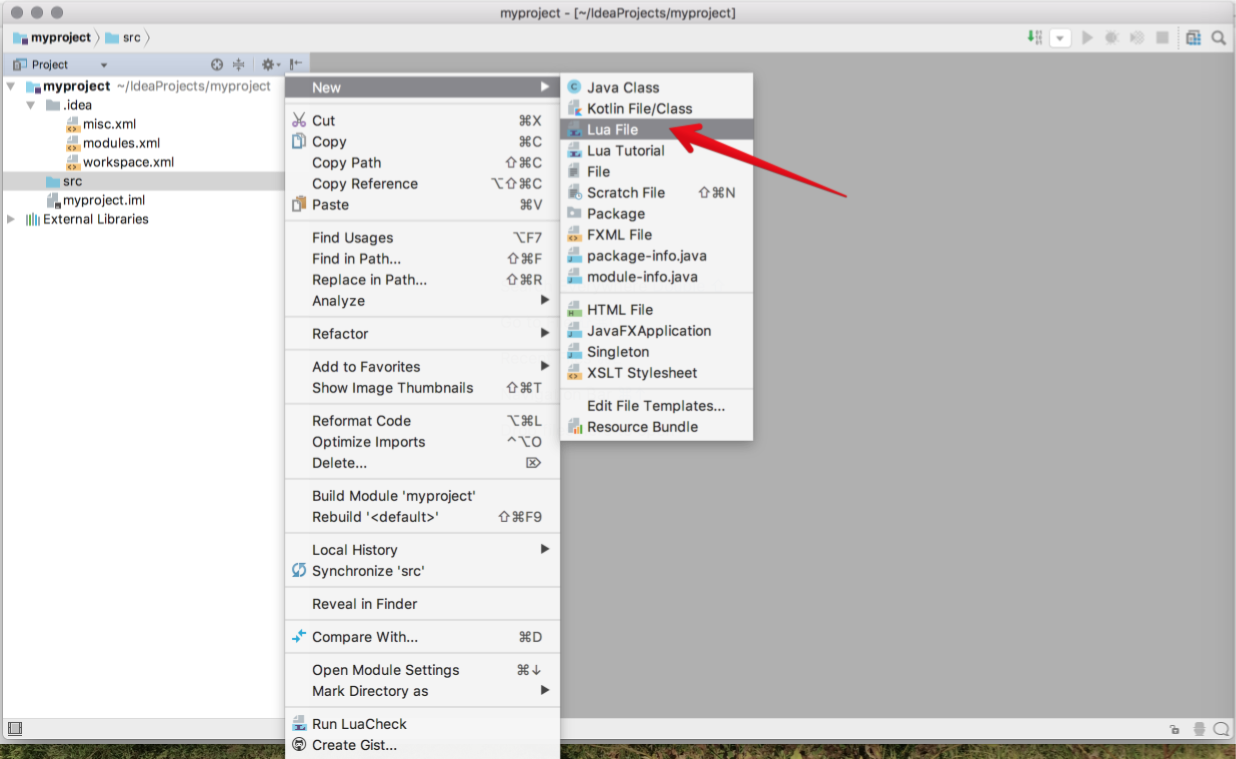 myproject - [~/IdeaProjects/myproject]
myproject
src
Project
myproject ~/IdeaProjects/myproject
.idea
misc.xml
modules.xml
workspace.xml
src
myproject.iml
External Libraries
New
Cut ⌘X
Copy ⌘C
Copy Path ⇧⌘C
Copy Reference ⌥⇧⌘C
Paste ⌘V
Find Usages ⌥F7
Find in Path... ⇧⌘F
Replace in Path... ⇧⌘R
Analyze
Refactor
Add to Favorites
Show Image Thumbnails ⇧⌘T
Reformat Code ⌥⌘L
Optimize Imports ^⌥O
Delete... ⌦
Build Module 'myproject'
Rebuild '<default>' ⇧⌘F9
Local History
Synchronize 'src'
Reveal in Finder
Compare With... ⌘D
Open Module Settings ⌘↓
Mark Directory as
Run LuaCheck
Create Gist...
Java Class
Kotlin File/Class
Lua File
Lua Tutorial
File
Scratch File ⇧⌘N
Package
FXML File
package-info.java
module-info.java
HTML File
JavaFXApplication
Singleton
XSLT Stylesheet
Edit File Templates...
Resource Bundle